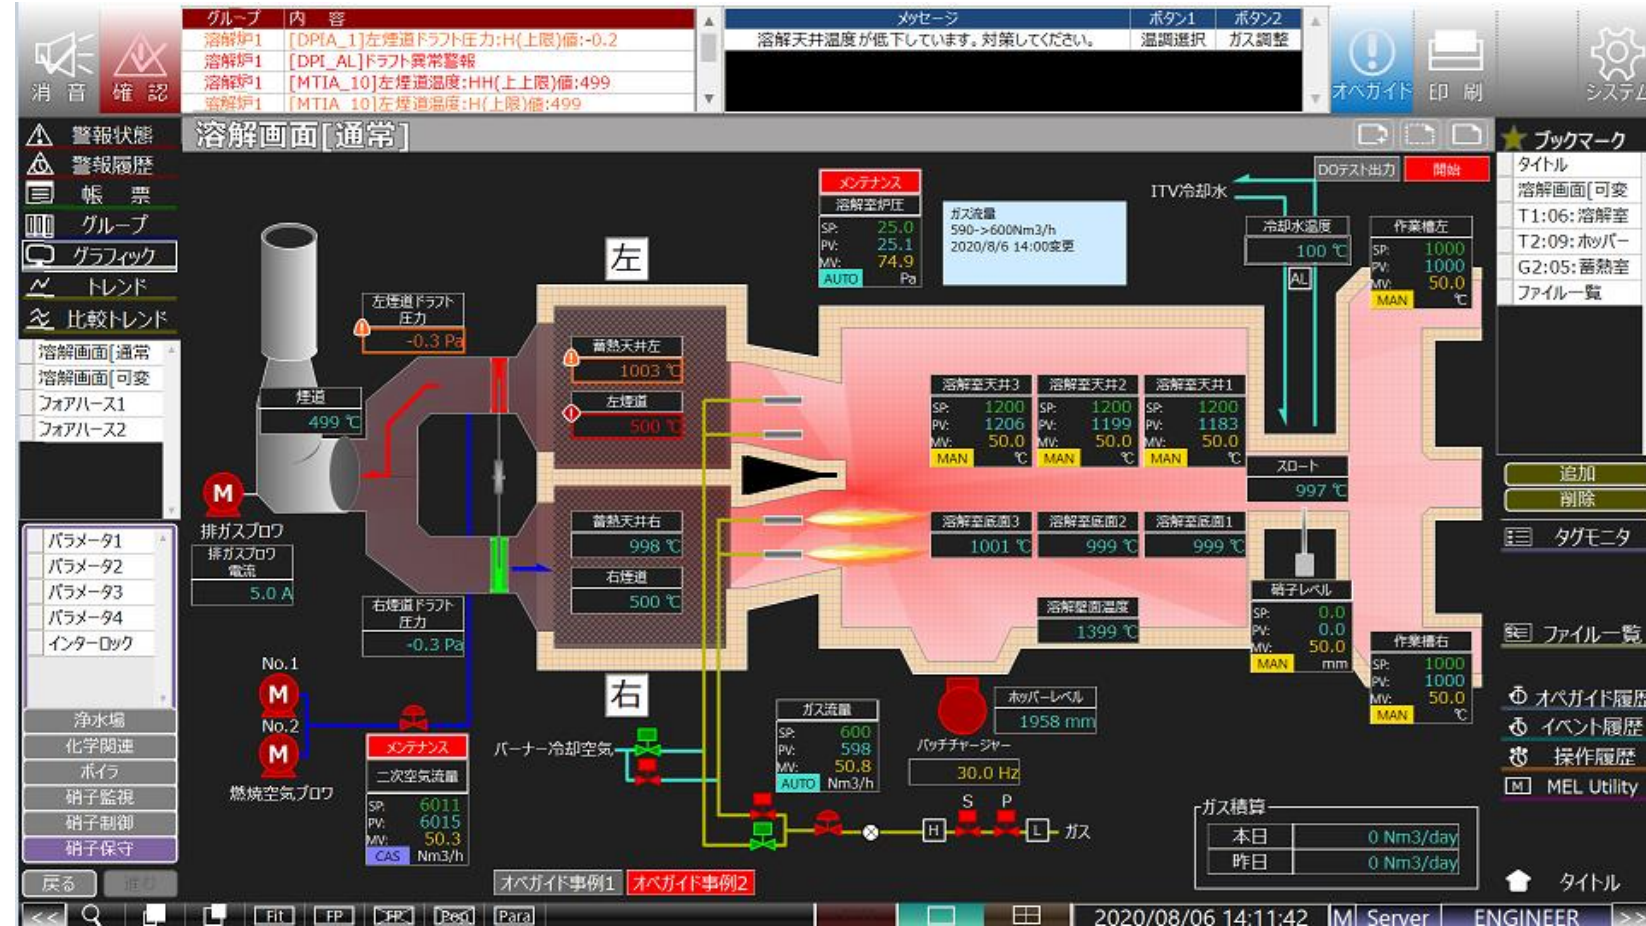 グループ 内 容
溶解炉1 [DPIA_1]左煙道ドラフト圧力:H(上限)値:-0.2
溶解炉1 [DPI_AL]ドラフト異常警報
溶解炉1 [MTIA_10]左煙道温度:HH(上上限)値:499
溶解炉1 [MTIA_10]左煙道温度:H(上限)値:499
メッセージ ボタン1 ボタン2
溶解天井温度が低下しています。対策してください。 温調選択 ガス調整
消 音
確 認
オペガイド
印 刷
システム
警報状態
警報履歴
帳 票
グループ
グラフィック
トレンド
比較トレンド
溶解画面[通常
溶解画面[可変
フォアハース1
フォアハース2
パラメータ1
パラメータ2
パラメータ3
パラメータ4
インターロック
浄水場
化学関連
ボイラ
硝子監視
硝子制御
硝子保守
戻る
進む
溶解画面[通常]
DOテスト出力 開始
メンテナンス
溶解室炉圧
SP: 25.0
PV: 25.1
MV: 74.9
AUTO Pa
ガス流量
590->600Nm3/h
2020/8/6 14:00変更
ITV冷却水
冷却水温度
100 ℃
AL
作業槽左
SP: 1000
PV: 1000
MV: 50.0
MAN ℃
左
左煙道ドラフト
圧力
-0.3 Pa
蓄熱天井左
1003 ℃
左煙道
500 ℃
煙道
499 ℃
溶解室天井3
SP: 1200
PV: 1206
MV: 50.0
MAN ℃
溶解室天井2
SP: 1200
PV: 1199
MV: 50.0
MAN ℃
溶解室天井1
SP: 1200
PV: 1183
MV: 50.0
MAN ℃
スロート
997 ℃
M
排ガスブロワ
排ガスブロワ
電流
5.0 A
蓄熱天井右
998 ℃
右煙道
500 ℃
溶解室底面3
1001 ℃
溶解室底面2
999 ℃
溶解室底面1
999 ℃
右煙道ドラフト
圧力
-0.3 Pa
溶解壁面温度
1399 ℃
硝子レベル
SP: 0.0
PV: 0.0
MV: 50.0
MAN mm
作業槽右
SP: 1000
PV: 1000
MV: 50.0
MAN ℃
右
No.1
M
No.2
M
燃焼空気ブロワ
メンテナンス
二次空気流量
SP: 6011
PV: 6015
MV: 50.3
CAS Nm3/h
バーナー冷却空気
ガス流量
SP: 600
PV: 598
MV: 50.8
AUTO Nm3/h
ホッパーレベル
1958 mm
バッチチャージャー
30.0 Hz
S P
H
L ガス
ガス積算
本日 0 Nm3/day
昨日 0 Nm3/day
オペガイド事例1 オペガイド事例2
ブックマーク
タイトル
溶解画面[可変
T1:06:溶解室
T2:09:ホッパー
G2:05:蓄熱室
ファイル一覧
追加
削除
タグモニタ
ファイル一覧
オペガイド履歴
イベント履歴
操作履歴
M MEL Utility
タイトル
<< Fit FP Pop Para 2020/08/06 14:11:42 M Server ENGINEER >>